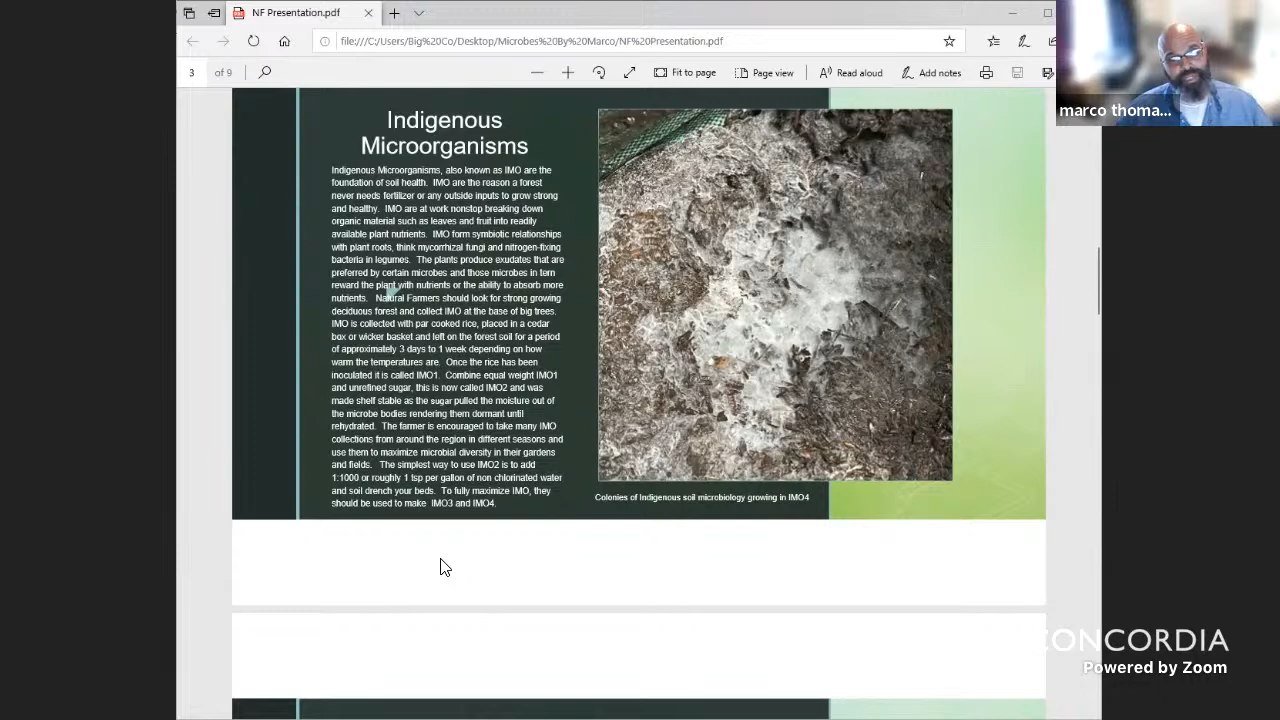 NF Presentation.pdf
file:///C:/Users/Big%20Co/Desktop/Microbes%20By%20Marco/NF%20Presentation.pdf
3 of 9
Fit to page
Page view
Read aloud
Add notes
marco thoma...
Indigenous
Microorganisms
Indigenous Microorganisms, also known as IMO are the
foundation of soil health. IMO are the reason a forest
never needs fertilizer or any outside inputs to grow strong
and healthy. IMO are at work nonstop breaking down
organic material such as leaves and fruit into readily
available plant nutrients. IMO form symbiotic relationships
with plant roots, think mycorrhizal fungi and nitrogen-fixing
bacteria in legumes. The plants produce exudates that are
preferred by certain microbes and those microbes in tern
reward the plant with nutrients or the ability to absorb more
nutrients. Natural Farmers should look for strong growing
deciduous forest and collect IMO at the base of big trees.
IMO is collected with par cooked rice, placed in a cedar
box or wicker basket and left on the forest soil for a period
of approximately 3 days to 1 week depending on how
warm the temperatures are. Once the rice has been
inoculated it is called IMO1. Combine equal weight IMO1
and unrefined sugar, this is now called IMO2 and was
made shelf stable as the sugar pulled the moisture out of
the microbe bodies rendering them dormant until
rehydrated. The farmer is encouraged to take many IMO
collections from around the region in different seasons and
use them to maximize microbial diversity in their gardens
and fields. The simplest way to use IMO2 is to add
1:1000 or roughly 1 tsp per gallon of non chlorinated water
and soil drench your beds. To fully maximize IMO, they
should be used to make IMO3 and IMO4.
Colonies of Indigenous soil microbiology growing in IMO4
CONCORDIA
Powered by Zoom